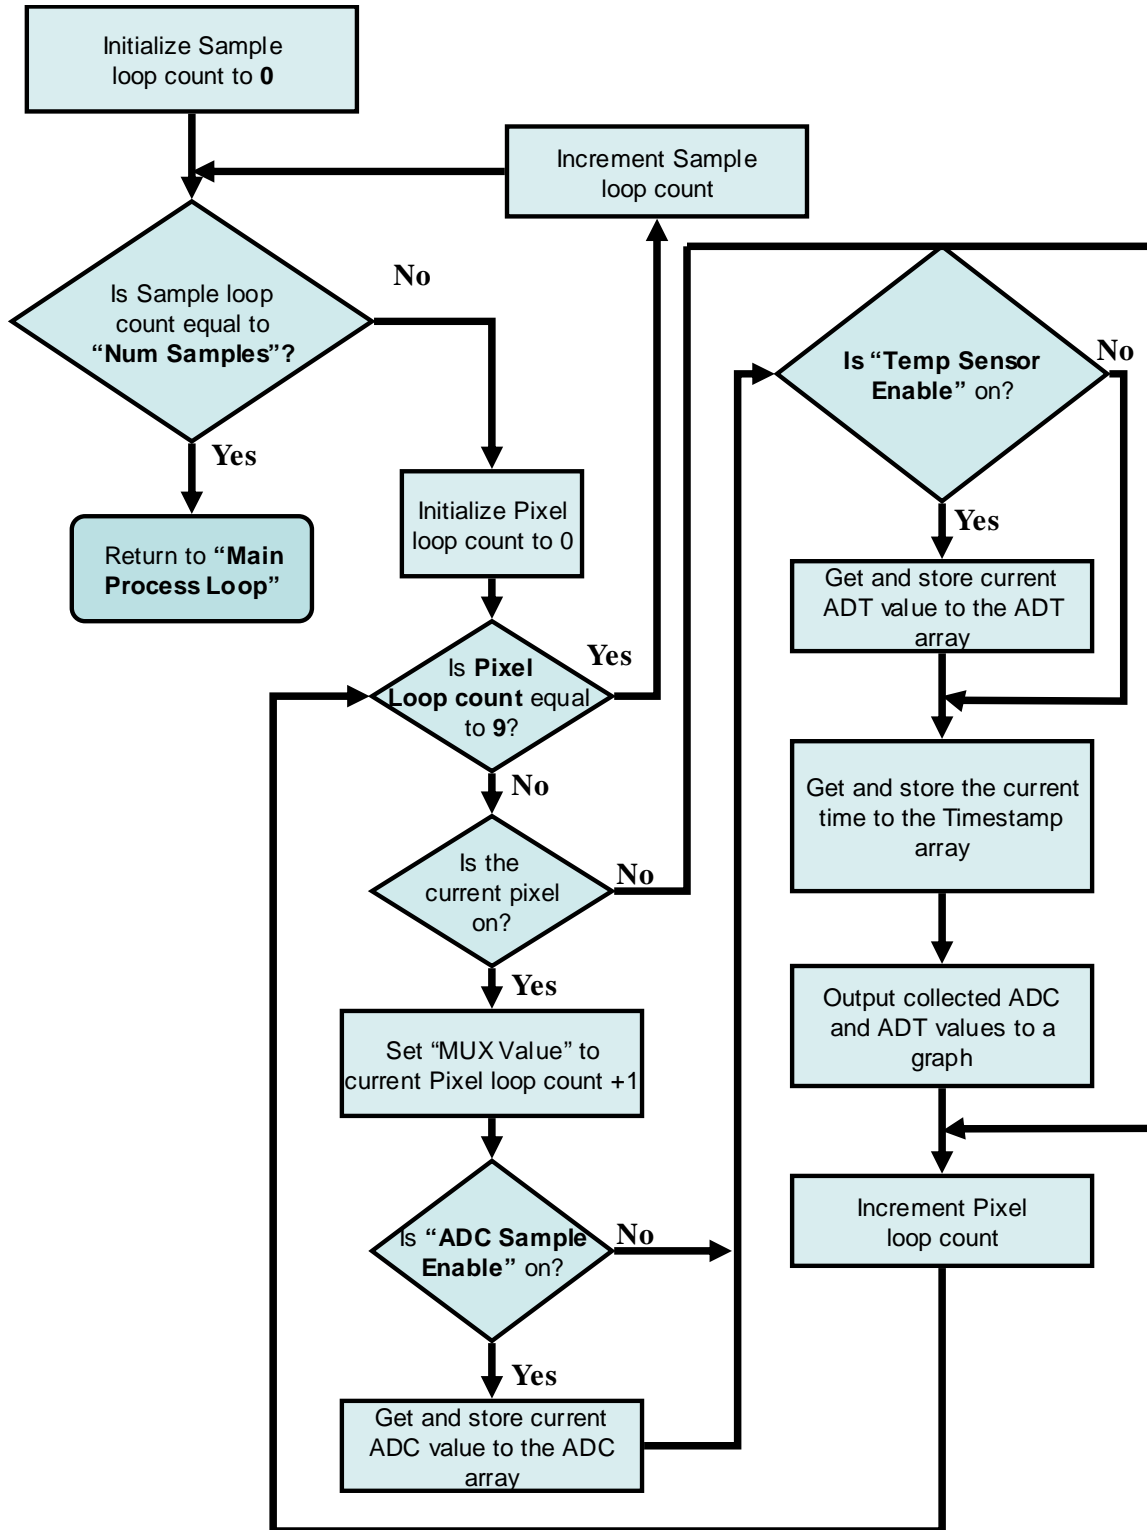 Initialize Sample
loop count to 0
Increment Sample
loop count
No
Is Sample loop
count equal to
“Num Samples”?
Yes
Return to “Main
Process Loop”
Initialize Pixel
loop count to 0
Is Pixel
Loop count equal
to 9?
Yes
No
Is the
current pixel
on?
No
Yes
Set “MUX Value” to
current Pixel loop count +1
Is “ADC Sample
Enable” on?
No
Yes
Get and store current
ADC value to the ADC
array
Is “Temp Sensor
Enable” on?
No
Yes
Get and store current
ADT value to the ADT
array
Get and store the current
time to the Timestamp
array
Output collected ADC
and ADT values to a
graph
Increment Pixel
loop count